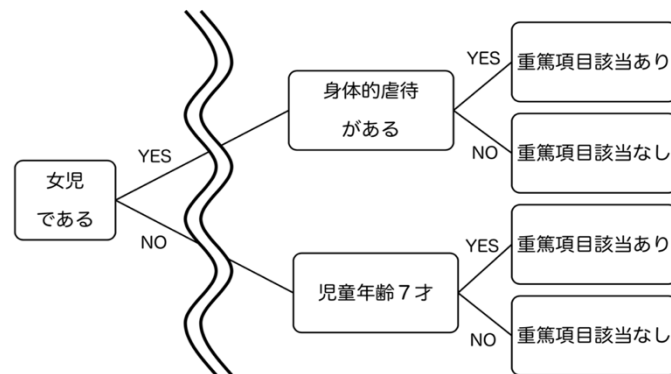 女児
である
YES
NO
身体的虐待
がある
YES
重篤項目該当あり
NO
重篤項目該当なし
児童年齢７才
YES
重篤項目該当あり
NO
重篤項目該当なし